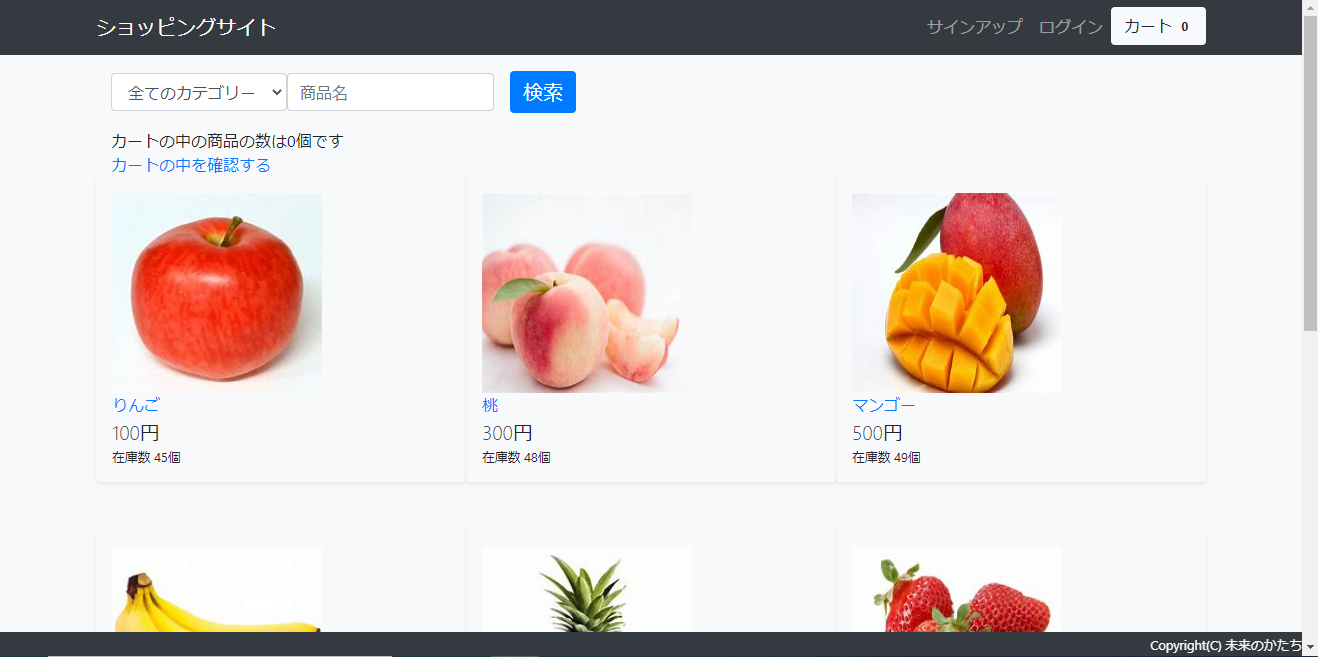 ショッピングサイト サインアップ ログイン カート 0
全てのカテゴリー 商品名 検索
カートの中の商品の数は0個です
カートの中を確認する
りんご 桃 マンゴー
100円 300円 500円
在庫数 45個 在庫数 48個 在庫数 49個
Copyright(C) 未来のかたち